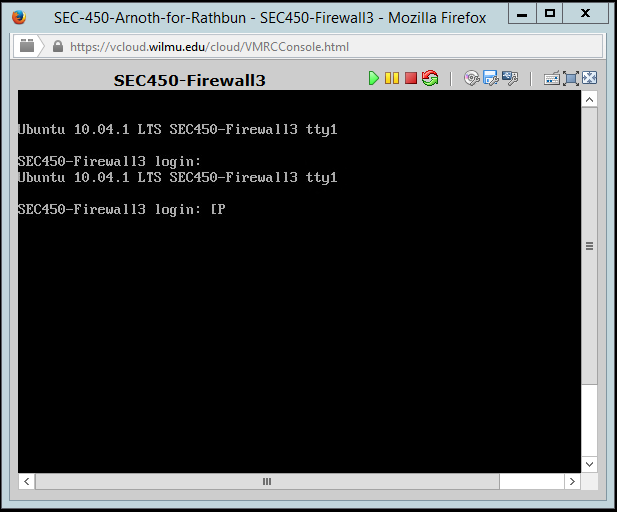 SEC-450-Arnoth-for-Rathbun - SEC450-Firewall3 - Mozilla Firefox
https://vcloud.wilmu.edu/cloud/VMRCConsole.html
SEC450-Firewall3
Ubuntu 10.04.1 LTS SEC450-Firewall3 tty1
SEC450-Firewall3 login:
Ubuntu 10.04.1 LTS SEC450-Firewall3 tty1
SEC450-Firewall3 login: [P